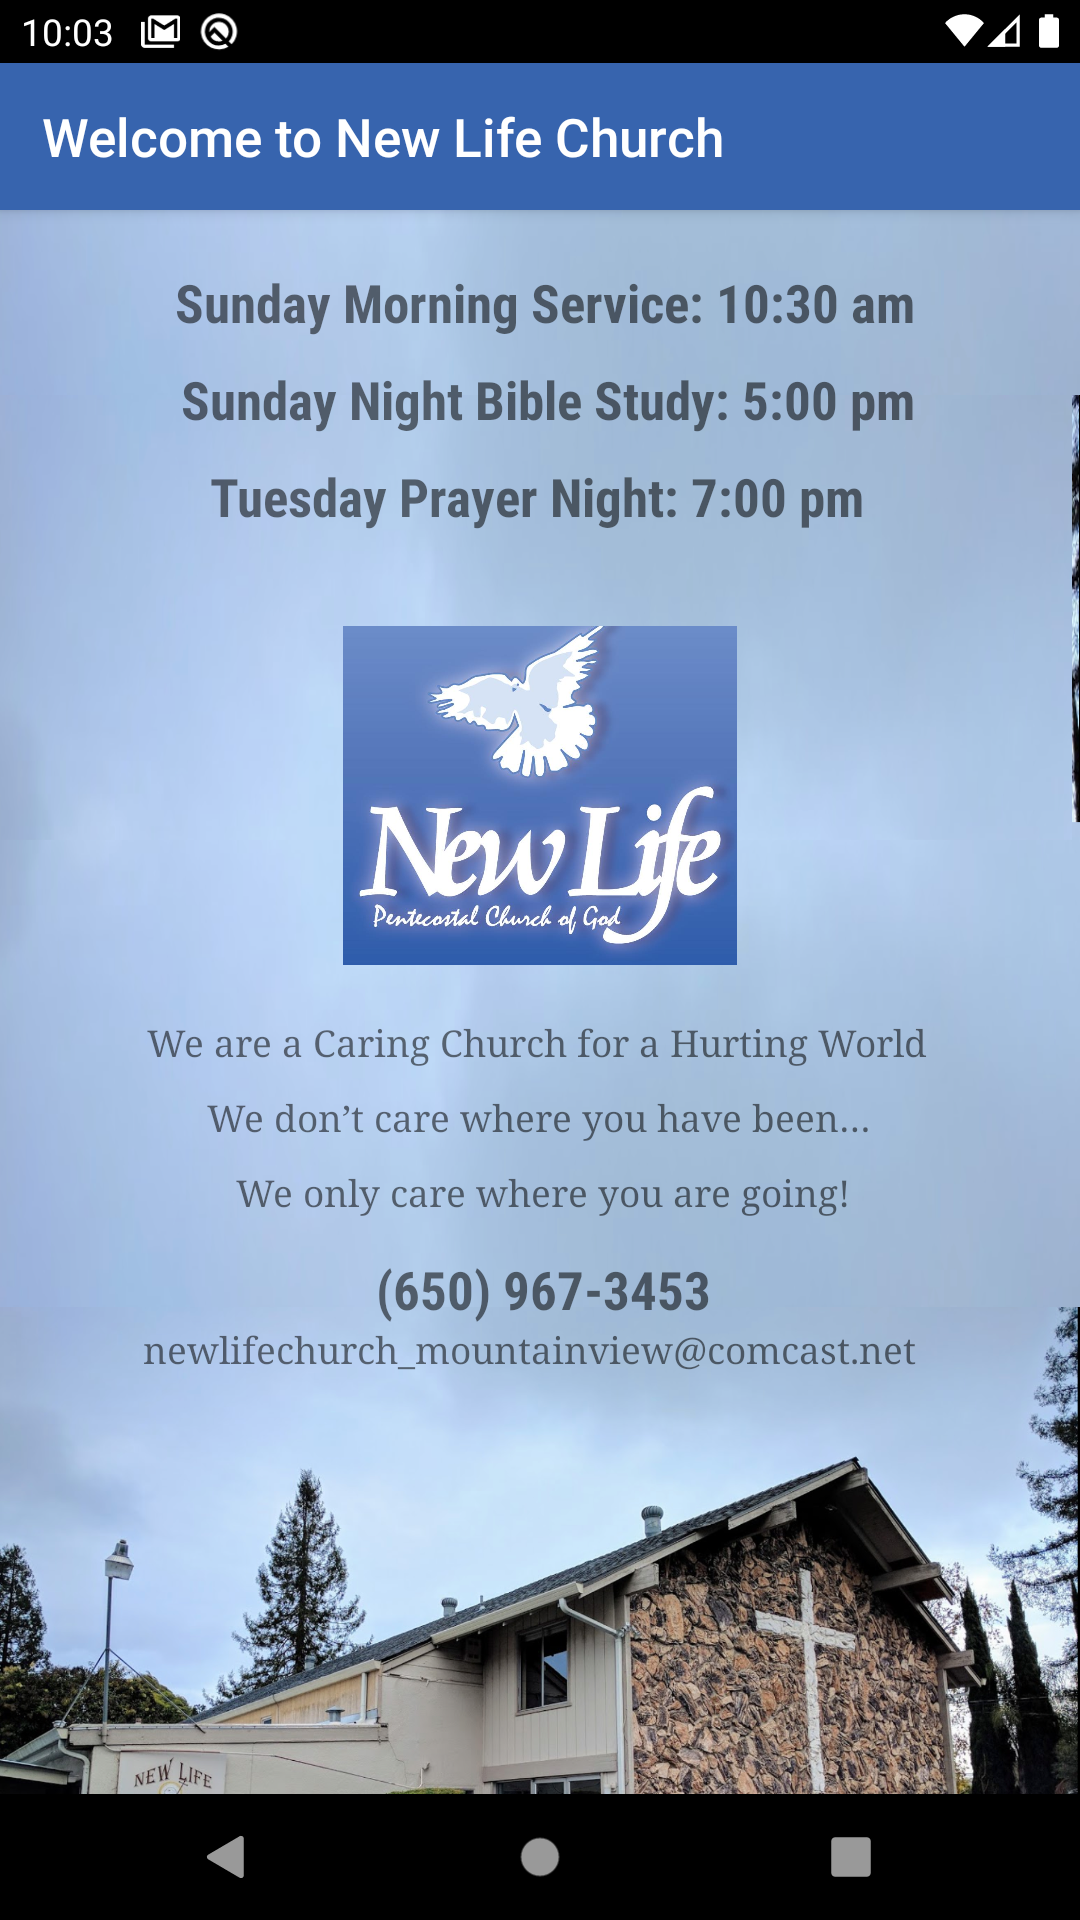 10:03
Welcome to New Life Church
Sunday Morning Service: 10:30 am
Sunday Night Bible Study: 5:00 pm
Tuesday Prayer Night: 7:00 pm
New Life
Pentecostal Church of God
We are a Caring Church for a Hurting World
We don’t care where you have been...
We only care where you are going!
(650) 967-3453
newlifechurch_mountainview@comcast.net
NEW LIFE